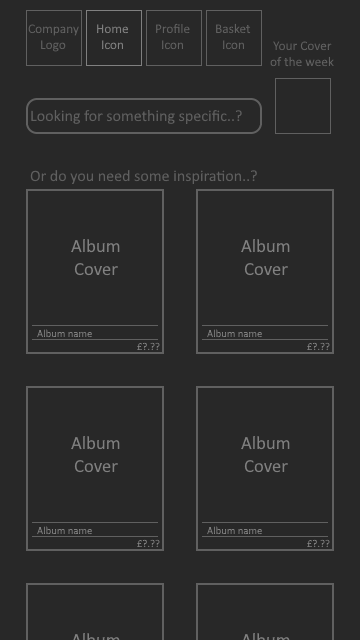 Company
Logo
Home
Icon
Profile
Icon
Basket
Icon
Your Cover
of the week
Looking for something specific..?
Or do you need some inspiration..?
Album
Cover
Album name
£?.??
Album
Cover
Album name
£?.??
Album
Cover
Album name
£?.??
Album
Cover
Album name
£?.??
Album
Album